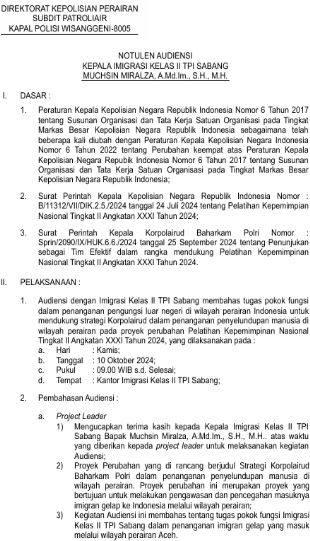 DIREKTORAT KEPOLISIAN PERAIRAN
SUBDIT PATROLIAIR
KAPAL POLISI WISANGGENI-8005
NOTULEN AUDIENSI
KEPALA IMIGRASI KELAS II TPI SABANG
MUCHSIN MIRALZA, A.Md.Im., S.H., M.H.
I. DASAR :
1. Peraturan Kepala Kepolisian Negara Republik Indonesia Nomor 6 Tahun 2017
tentang Susunan Organisasi dan Tata Kerja Satuan Organisasi pada Tingkat
Markas Besar Kepolisian Negara Republik Indonesia sebagaimana telah
beberapa kali diubah dengan Peraturan Kepala Kepolisian Negara Indonesia
Nomor 6 Tahun 2022 tentang Perubahan keempat atas Peraturan Kepala
Kepolisian Negara Repubik Indonesia Nomor 6 Tahun 2017 tentang Susunan
Organisasi dan Tata Kerja Satuan Organisasi pada Tingkat Markas Besar
Kepolisian Negara Republik Indonesia;
2. Surat Perintah Kepala Kepolisian Negara Republik Indonesia Nomor :
B/11312/VII/DIK.2.5./2024 tanggal 24 Juli 2024 tentang Pelatihan Kepemimpian
Nasional Tingkat II Angkatan XXXI Tahun 2024;
3. Surat Perintah Kepala Korpolairud Baharkam Polri Nomor :
Sprin/2090/IX/HUK.6.6./2024 tanggal 25 September 2024 tentang Penunjukan
sebagai Tim Efektif dalam rangka mendukung Pelatihan Kepemimpinan
Nasional Tingkat II Angkatan XXXI Tahun 2024.
II. PELAKSANAAN :
1. Audiensi dengan Imigrasi Kelas II TPI Sabang membahas tugas pokok fungsi
dalam penanganan pengungsi luar negeri di wilayah perairan Indonesia untuk
mendukung strategi Korpolairud dalam penanganan penyelundupan manusia di
wilayah perairan pada proyek perubahan Pelatihan Kepemimpinan Nasional
Tingkat II Angkatan XXXI Tahun 2024, yang dilaksanakan pada :
a. Hari : Kamis;
b. Tanggal : 10 Oktober 2024;
c. Pukul : 09.00 WIB s.d. Selesai;
d. Tempat : Kantor Imigrasi Kelas II TPI Sabang;
2. Pembahasan Audiensi :
a. Project Leader
1) Mengucapkan terima kasih kepada Kepala Imigrasi Kelas II TPI
Sabang Bapak Muchsin Miralza, A.Md.Im., S.H., M.H.. atas waktu
yang diberikan kepada project leader untuk melaksanakan kegiatan
Audiensi;
2) Proyek Perubahan yang di rancang berjudul Strategi Korpolairud
Baharkam Polri dalam penanganan penyelundupan manusia di
wilayah perairan. Proyek perubahan ini merupakan proyek yang
bertujuan untuk melakukan pengawasan dan pencegahan masuknya
imigran gelap ke Indonesia melalui wilayah perairan;
3) Kegiatan Audiensi ini membahas tentang tugas pokok fungsi Imigrasi
Kelas II TPI Sabang dalam penanganan imigran gelap yang masuk
melalui wilayah perairan Aceh.